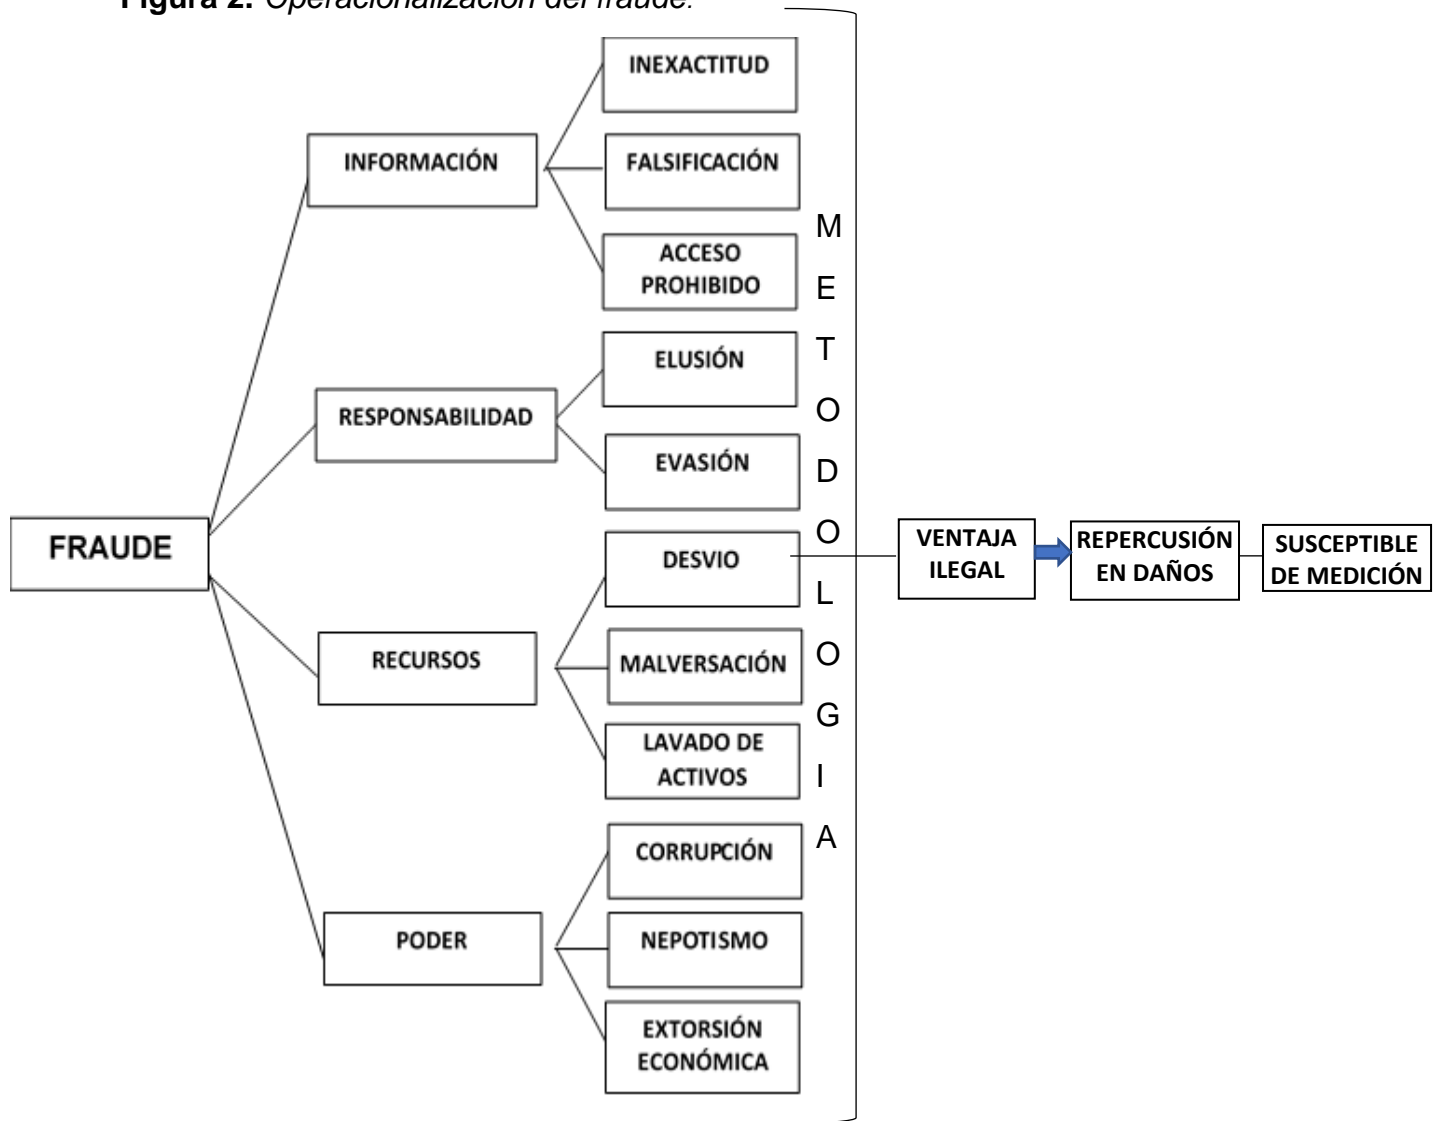 Figura 2. Operacionalización del fraude.
INEXACTITUD
INFORMACIÓN
FALSIFICACIÓN
ACCESO
PROHIBIDO
ELUSIÓN
RESPONSABILIDAD
EVASIÓN
FRAUDE
DESVIO
RECURSOS
MALVERSACIÓN
LAVADO DE
ACTIVOS
CORRUPCIÓN
PODER
NEPOTISMO
EXTORSIÓN
ECONÓMICA
M
E
T
O
D
O
L
O
G
I
A
VENTAJA
ILEGAL
REPERCUSIÓN
EN DAÑOS
SUSCEPTIBLE
DE MEDICIÓN